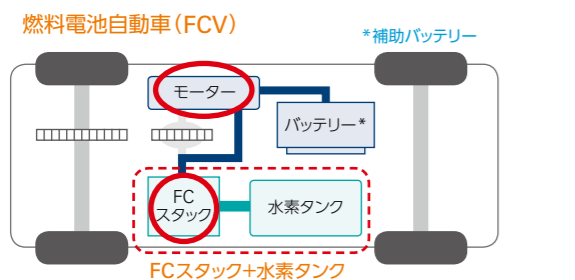 燃料電池自動車(FCV)
*補助バッテリー
モーター
バッテリー*
FC
スタック
水素タンク
FCスタック+水素タンク